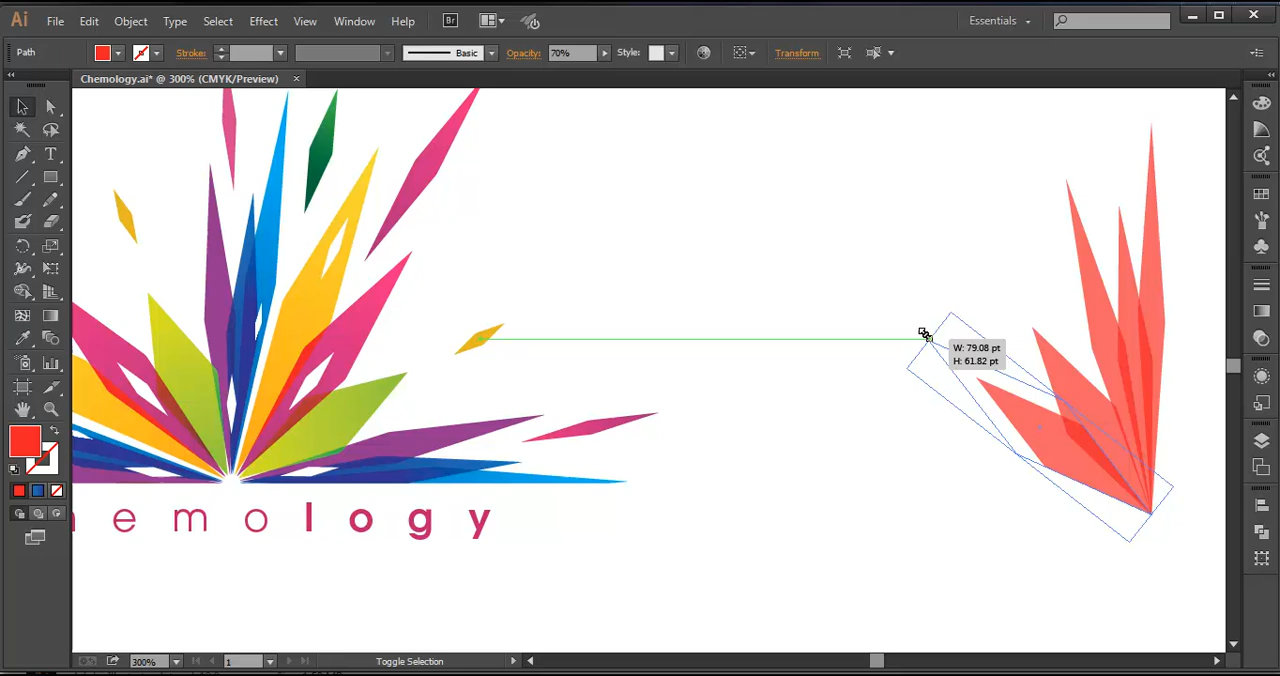 Ai File Edit Object Type Select Effect View Window Help Br Essentials
Path Stroke: Basic Opacity: 70% Style: Transform
Chemology.ai* @ 300% (CMYK/Preview) ×
T
W: 79.08 pt
H: 61.82 pt
hemology
300% 1 Toggle Selection